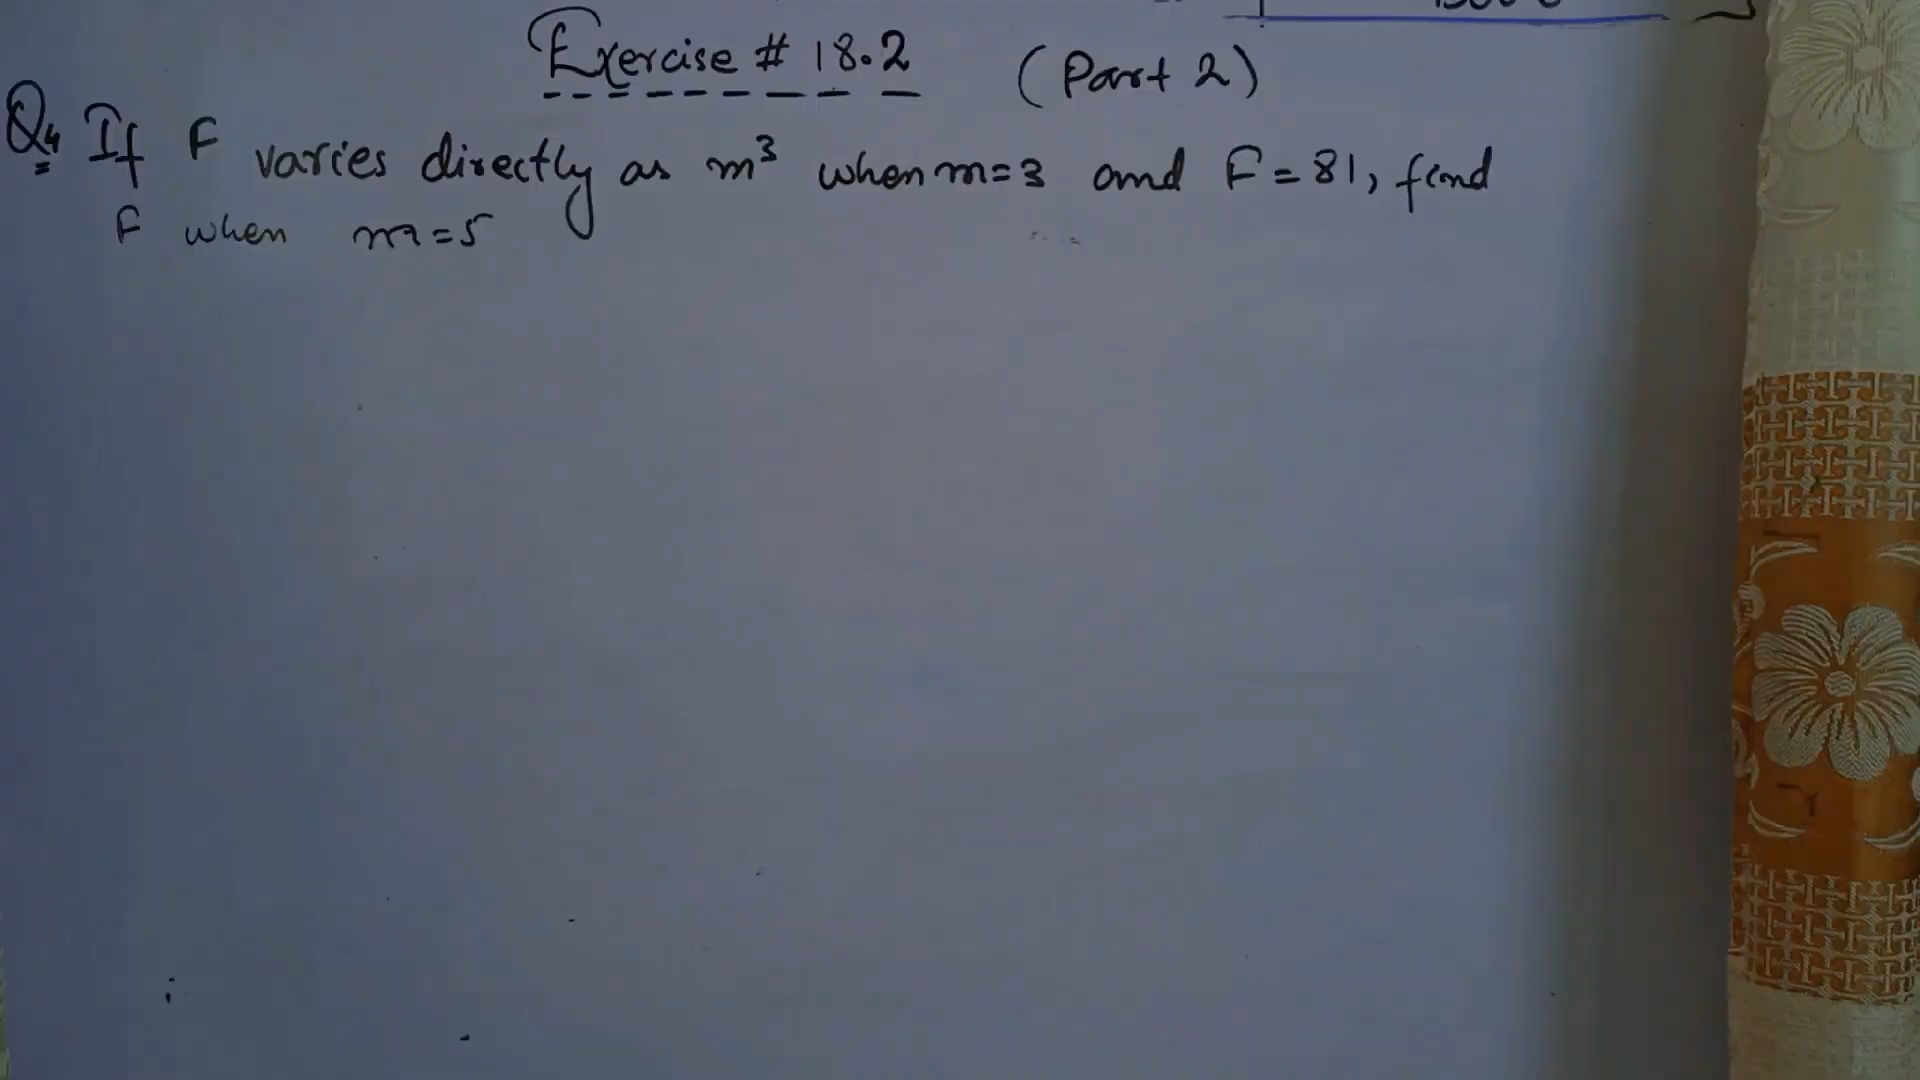 Exercise # 18.2 (Part 2)
Q4 If F varies directly as m³ when m=3 and F=81, find
F when m=5